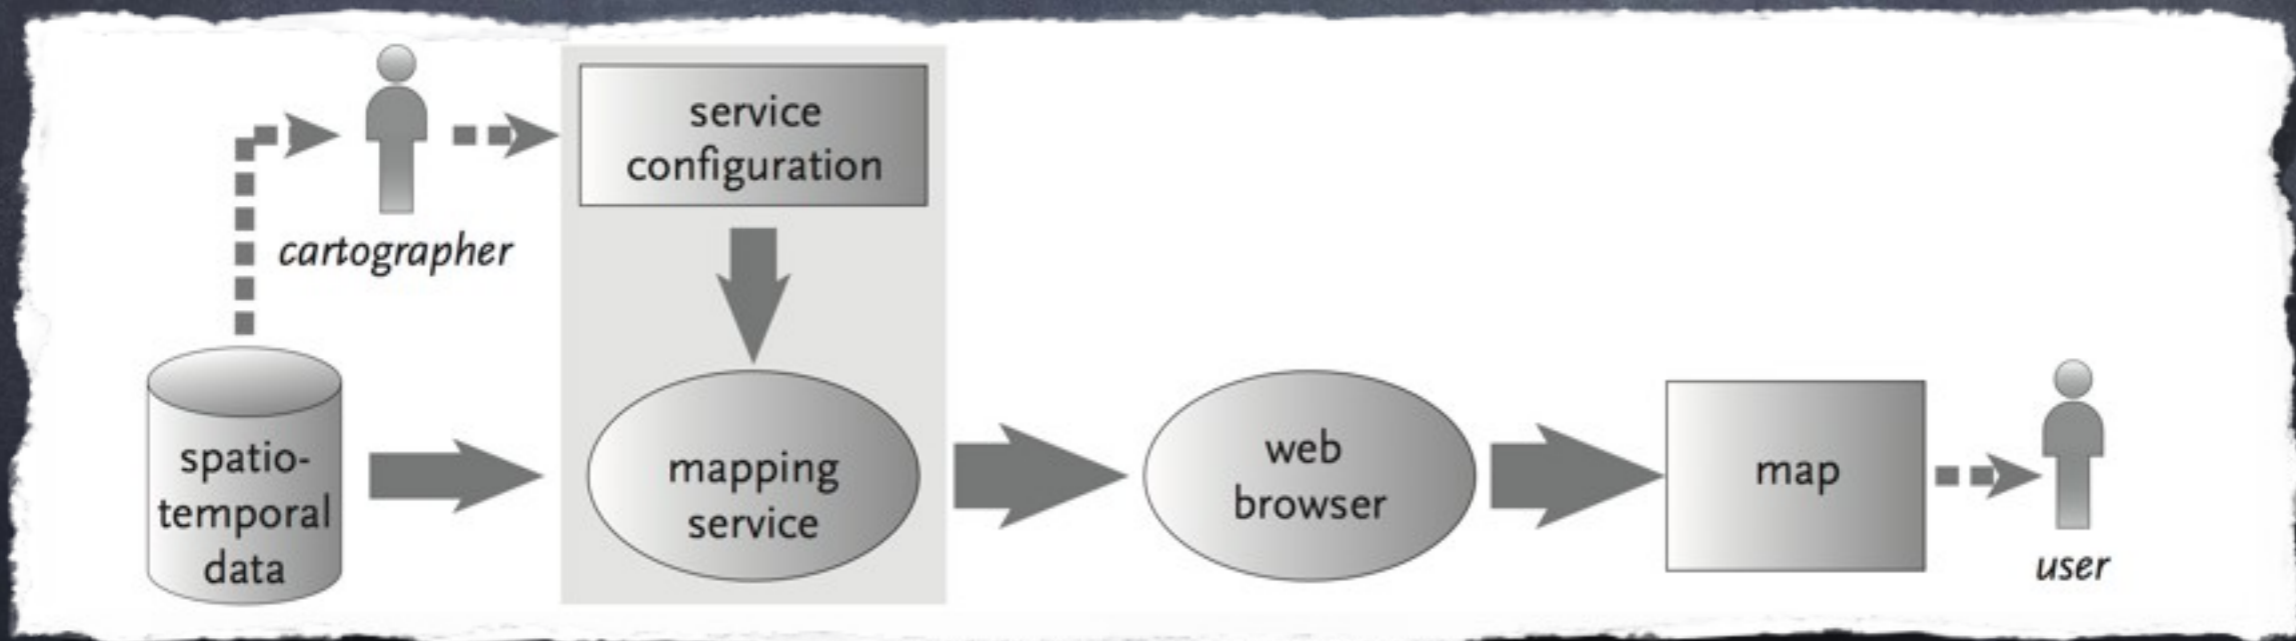 service
configuration
cartographer
spatio-
temporal
data
mapping
service
web
browser
map
user